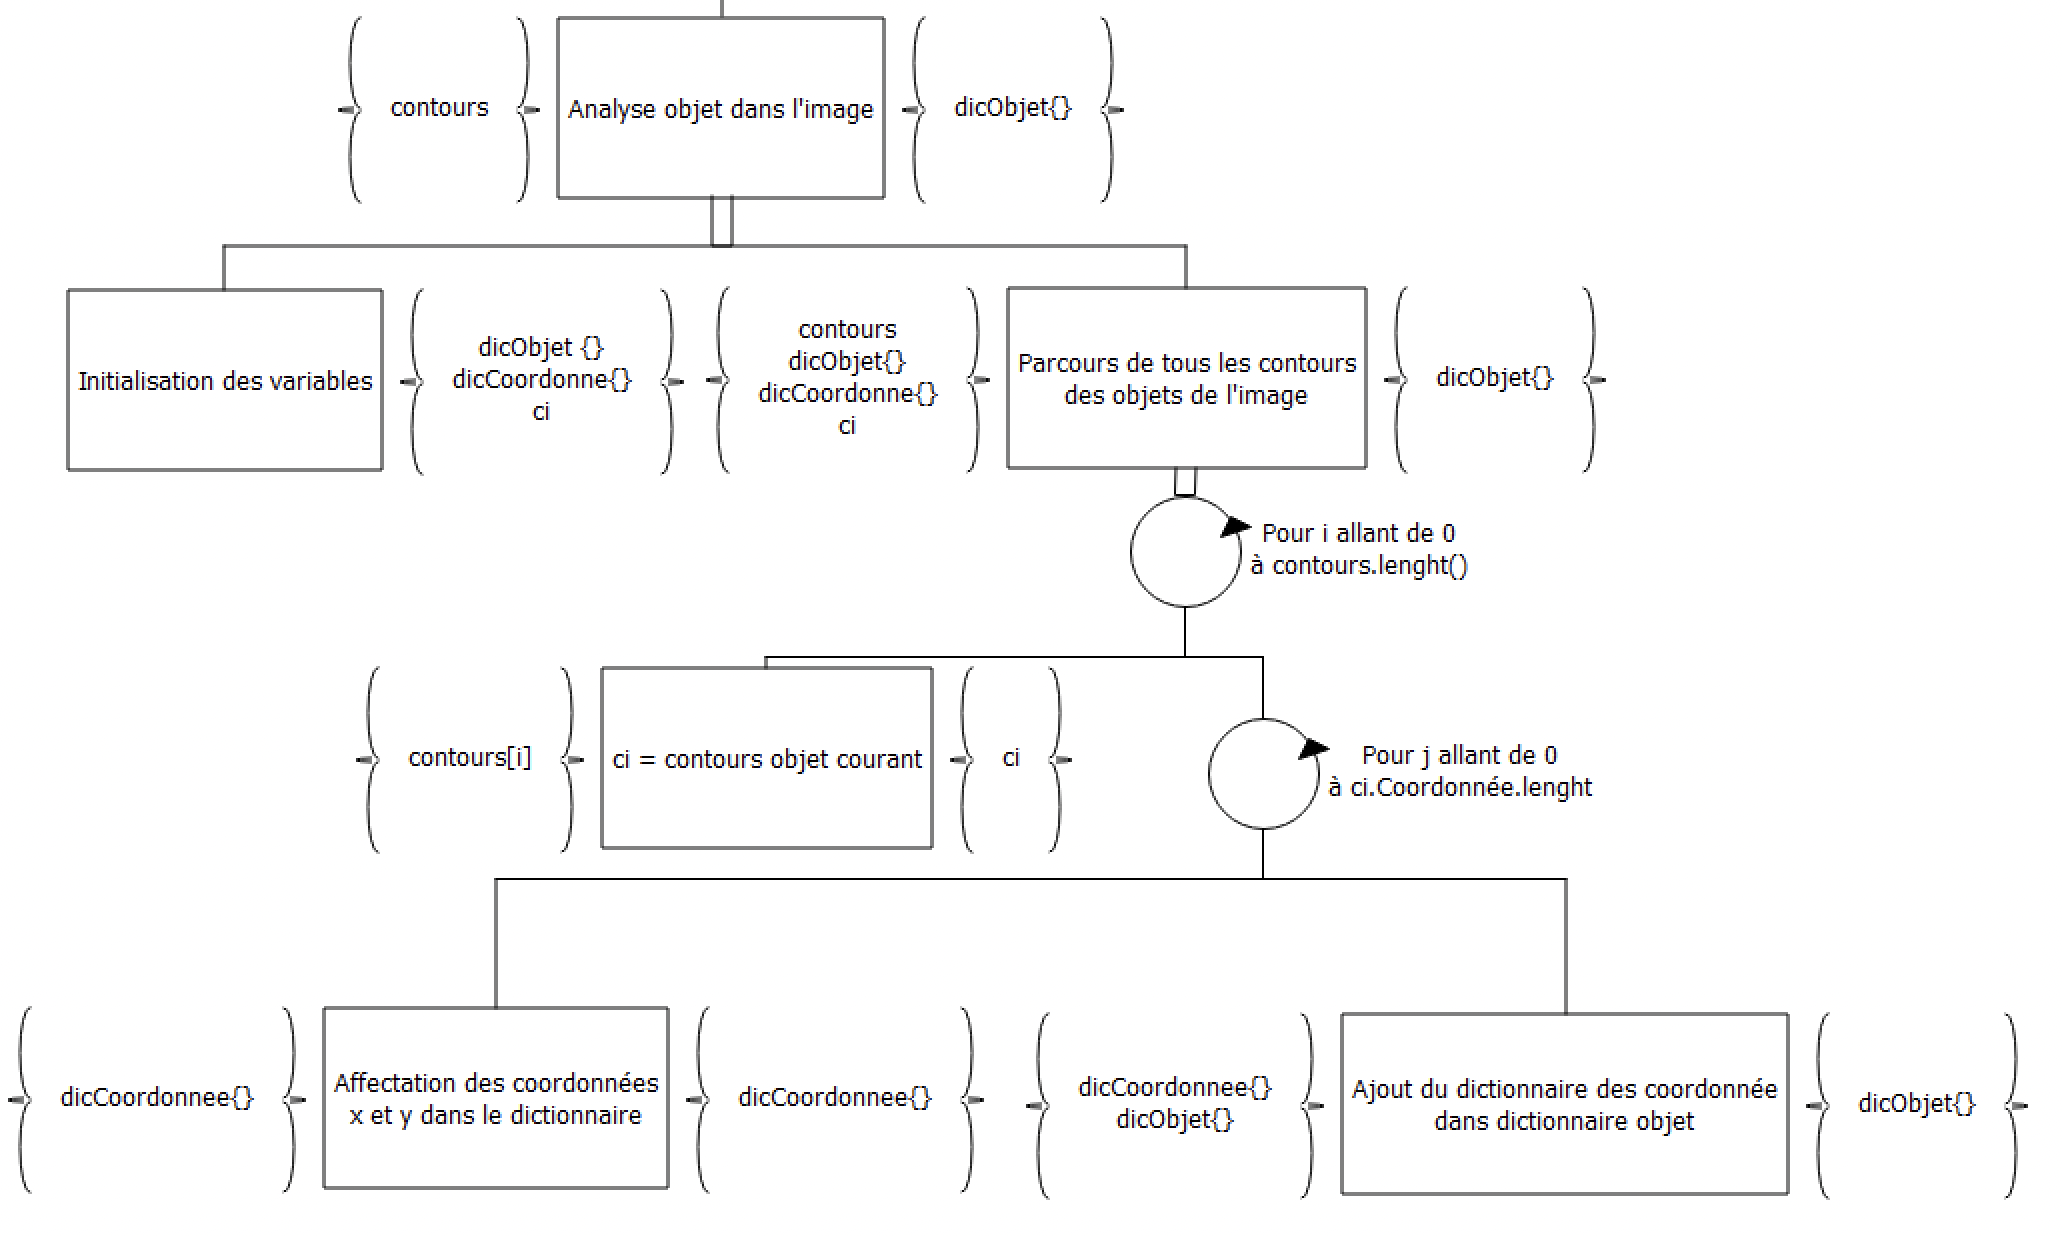 contours
Analyse objet dans l'image
dicObjet{}
Initialisation des variables
dicObjet {}
dicCoordonne{}
ci
contours
dicObjet{}
dicCoordonne{}
ci
Parcours de tous les contours
des objets de l'image
dicObjet{}
Pour i allant de 0
à contours.lenght()
contours[i]
ci = contours objet courant
ci
Pour j allant de 0
à ci.Coordonnée.lenght
dicCoordonnee{}
Affectation des coordonnées
x et y dans le dictionnaire
dicCoordonnee{}
dicCoordonnee{}
dicObjet{}
Ajout du dictionnaire des coordonnée
dans dictionnaire objet
dicObjet{}